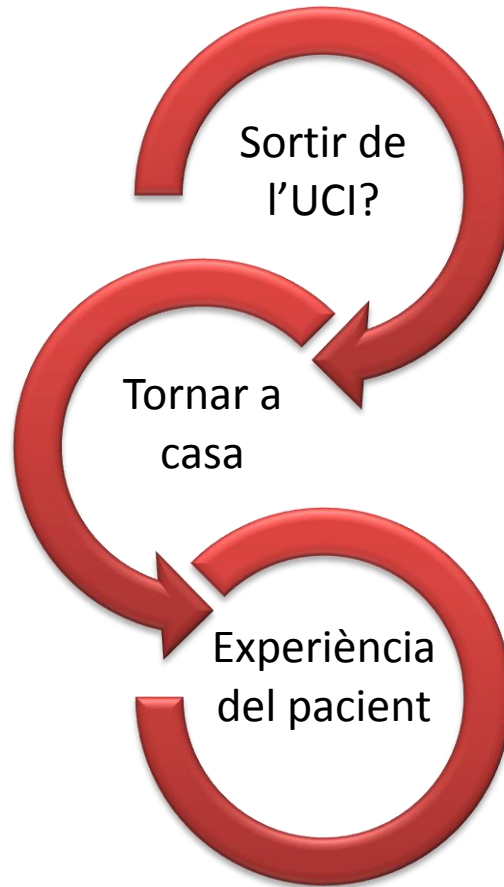 Sortir de
l’UCI?
Tornar a
casa
Experiència
del pacient